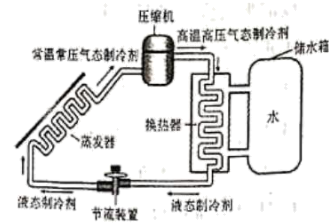 压缩机
高温高压气态制冷剂
常温常压气态制冷剂
储水箱
换热器
水
蒸发器
液态制冷剂
节流装置
液态制冷剂